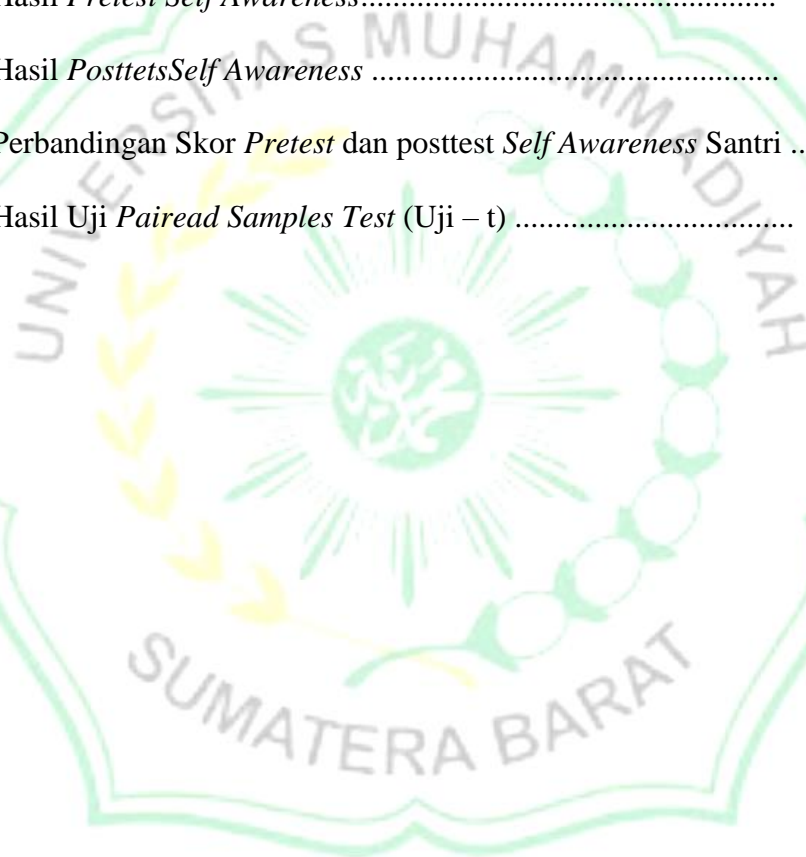 Hasil Pretest Self Awareness....................................................
Hasil PosttetsSelf Awareness ...................................................
Perbandingan Skor Pretest dan posttest Self Awareness Santri ..
Hasil Uji Pairead Samples Test (Uji – t) ...................................
UNIVERSITAS MUHAMMADIYAH
SUMATERA BARAT